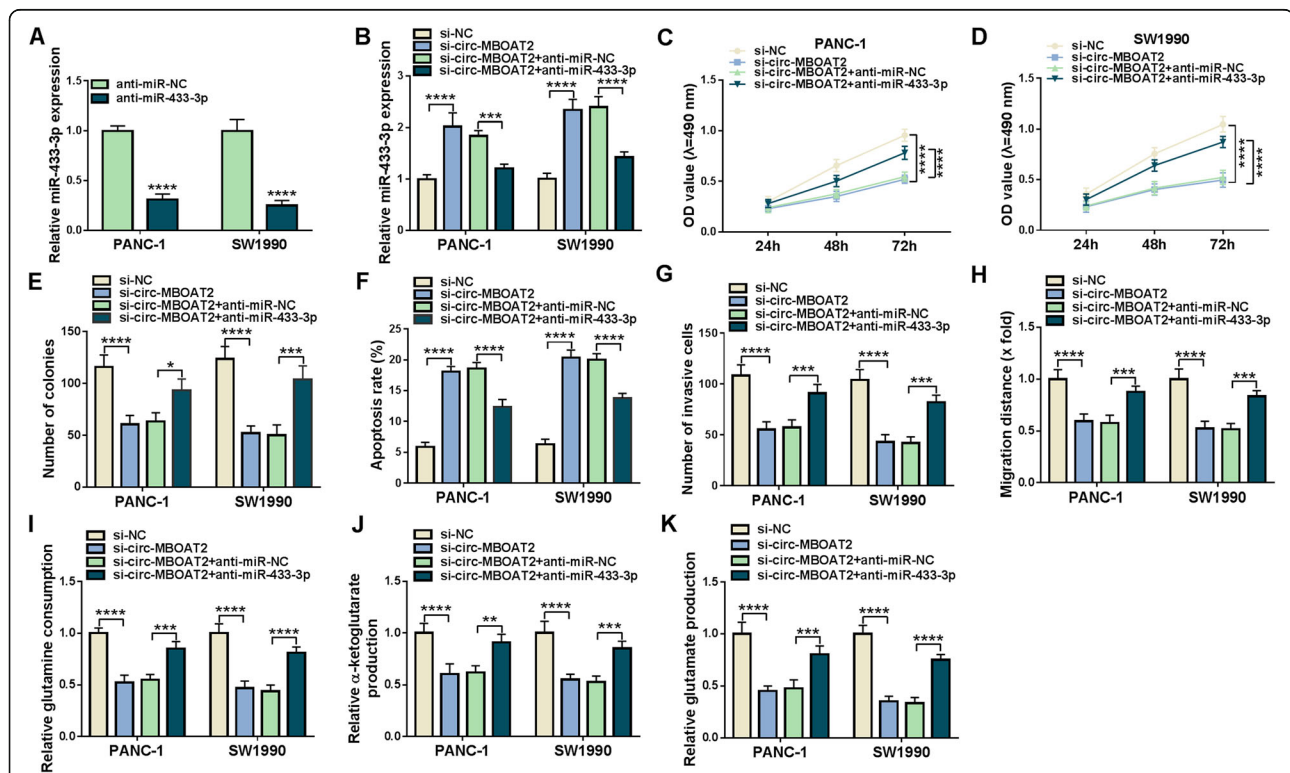 A
anti-miR-NC
anti-miR-433-3p
Relative miR-433-3p expression
1.5
1.0
0.5
0.0
****
****
PANC-1
SW1990
B
si-NC
si-circ-MBOAT2
si-circ-MBOAT2+anti-miR-NC
si-circ-MBOAT2+anti-miR-433-3p
Relative miR-433-3p expression
3
2
1
0
****
***
****
****
PANC-1
SW1990
C
PANC-1
si-NC
si-circ-MBOAT2
si-circ-MBOAT2+anti-miR-NC
si-circ-MBOAT2+anti-miR-433-3p
OD value (λ=490 nm)
1.5
1.0
0.5
0.0
****
****
24h
48h
72h
D
SW1990
si-NC
si-circ-MBOAT2
si-circ-MBOAT2+anti-miR-NC
si-circ-MBOAT2+anti-miR-433-3p
OD value (λ=490 nm)
1.5
1.0
0.5
0.0
****
****
24h
48h
72h
E
si-NC
si-circ-MBOAT2
si-circ-MBOAT2+anti-miR-NC
si-circ-MBOAT2+anti-miR-433-3p
Number of colonies
150
100
50
0
****
*
****
***
PANC-1
SW1990
F
si-NC
si-circ-MBOAT2
si-circ-MBOAT2+anti-miR-NC
si-circ-MBOAT2+anti-miR-433-3p
Apoptosis rate (%)
25
20
15
10
5
0
****
****
****
****
PANC-1
SW1990
G
si-NC
si-circ-MBOAT2
si-circ-MBOAT2+anti-miR-NC
si-circ-MBOAT2+anti-miR-433-3p
Number of invasive cells
150
100
50
0
****
***
****
***
PANC-1
SW1990
H
si-NC
si-circ-MBOAT2
si-circ-MBOAT2+anti-miR-NC
si-circ-MBOAT2+anti-miR-433-3p
Migration distance (x fold)
1.5
1.0
0.5
0.0
****
***
****
***
PANC-1
SW1990
I
si-NC
si-circ-MBOAT2
si-circ-MBOAT2+anti-miR-NC
si-circ-MBOAT2+anti-miR-433-3p
Relative glutamine consumption
1.5
1.0
0.5
0.0
****
***
****
****
PANC-1
SW1990
J
si-NC
si-circ-MBOAT2
si-circ-MBOAT2+anti-miR-NC
si-circ-MBOAT2+anti-miR-433-3p
Relative α-ketoglutarate
production
1.5
1.0
0.5
0.0
****
**
****
***
PANC-1
SW1990
K
si-NC
si-circ-MBOAT2
si-circ-MBOAT2+anti-miR-NC
si-circ-MBOAT2+anti-miR-433-3p
Relative glutamate production
1.5
1.0
0.5
0.0
****
***
****
****
PANC-1
SW1990